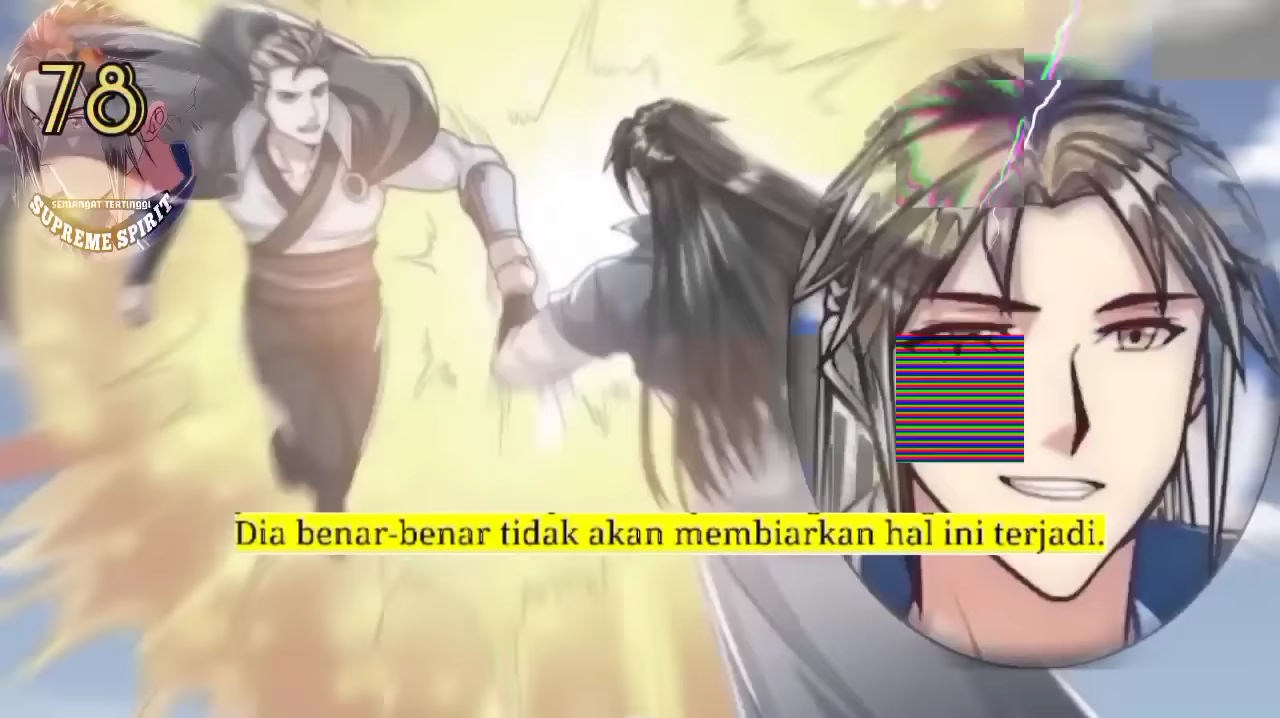 78
SEMANGAT TERTINGGI
SUPREME SPIRIT
Dia benar-benar tidak akan membiarkan hal ini terjadi.